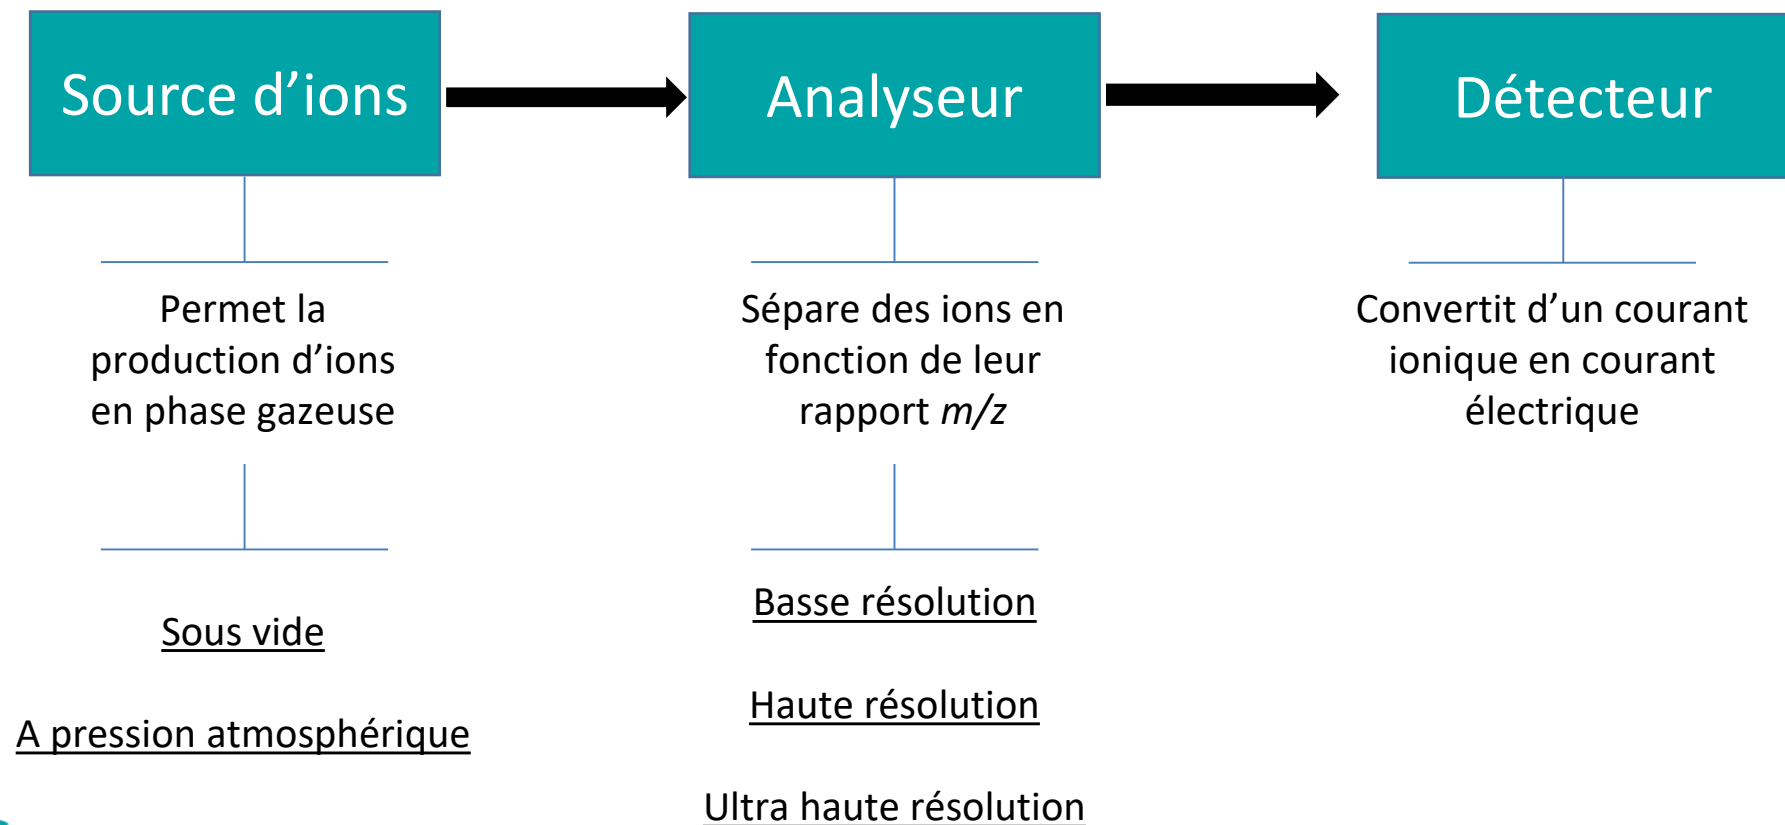 Source d’ions
Analyseur
Détecteur
Permet la
production d’ions
en phase gazeuse
Sépare des ions en
fonction de leur
rapport m/z
Convertit d’un courant
ionique en courant
électrique
Sous vide
A pression atmosphérique
Basse résolution
Haute résolution
Ultra haute résolution